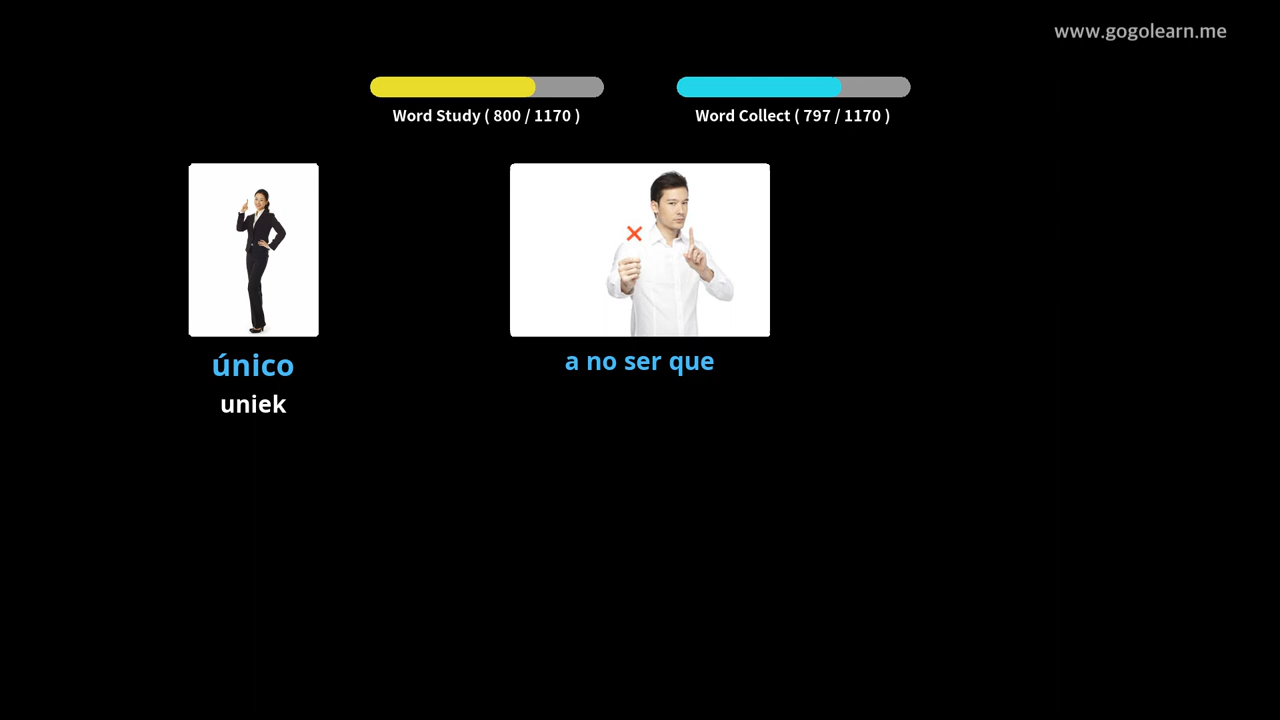 www.gogolearn.me
Word Study ( 800 / 1170 )
Word Collect ( 797 / 1170 )
único
uniek
a no ser que